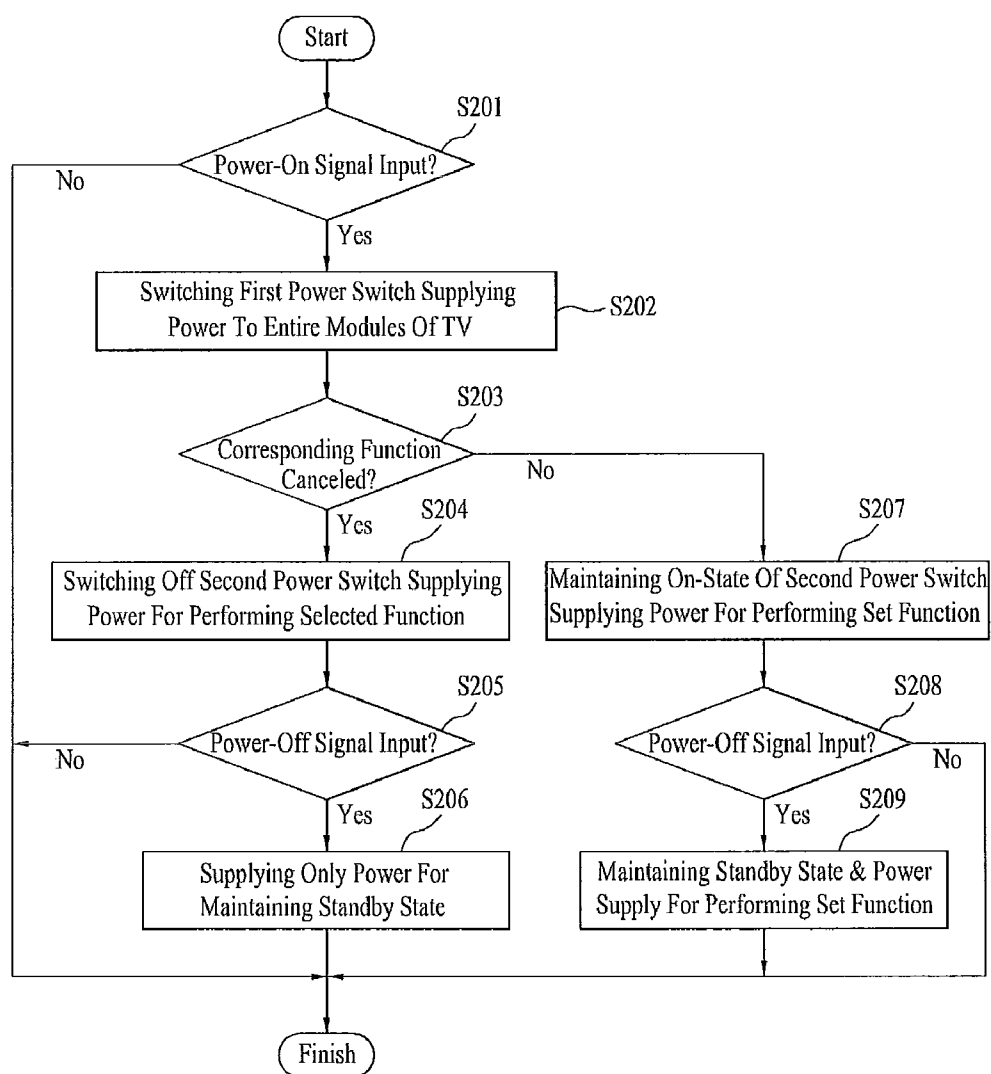 Start
S201
Power-On Signal Input?
No
Yes
Switching First Power Switch Supplying
Power To Entire Modules Of TV
S202
S203
Corresponding Function
Canceled?
No
Yes
S204
S207
Switching Off Second Power Switch Supplying
Power For Performing Selected Function
Maintaining On-State Of Second Power Switch
Supplying Power For Performing Set Function
S205
S208
Power-Off Signal Input?
Power-Off Signal Input?
No
No
Yes
Yes
S206
S209
Supplying Only Power For
Maintaining Standby State
Maintaining Standby State & Power
Supply For Performing Set Function
Finish